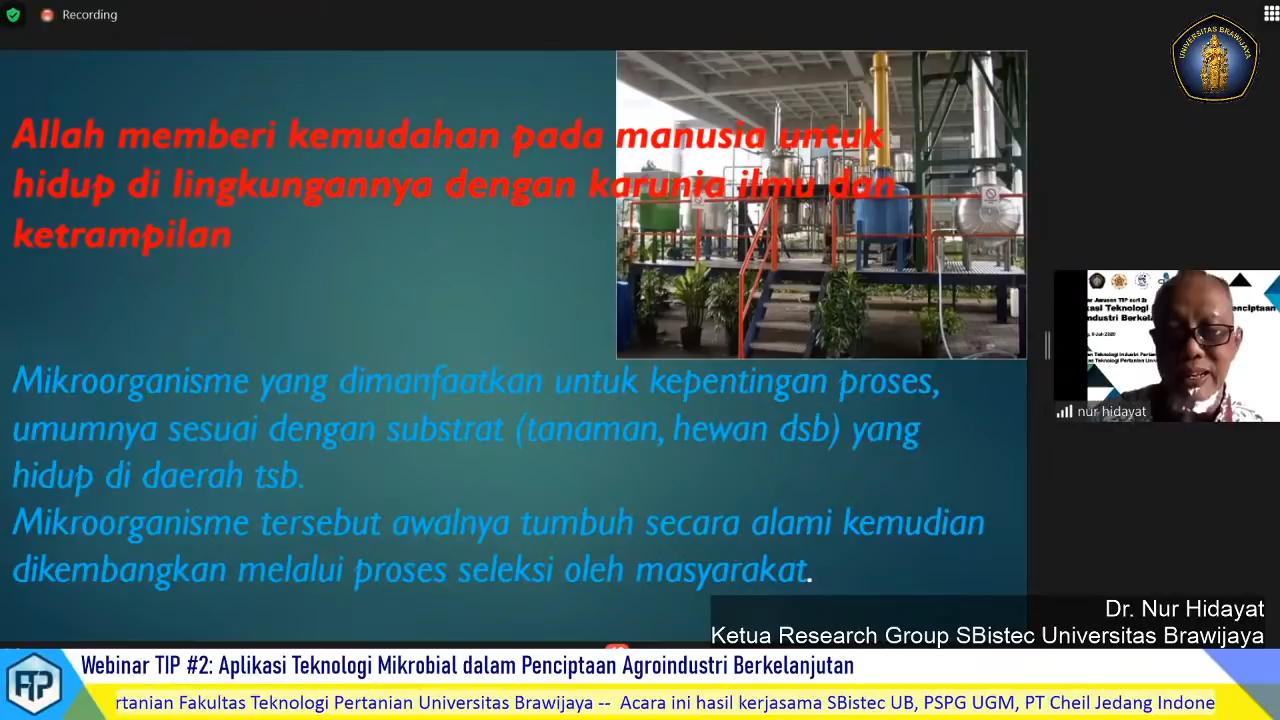 Recording
UNIVERSITAS BRAWIJAYA
Allah memberi kemudahan pada manusia untuk
hidup di lingkungannya dengan karunia ilmu dan
ketrampilan
Mikroorganisme yang dimanfaatkan untuk kepentingan proses,
umumnya sesuai dengan substrat (tanaman, hewan dsb) yang
hidup di daerah tsb.
Mikroorganisme tersebut awalnya tumbuh secara alami kemudian
dikembangkan melalui proses seleksi oleh masyarakat.
nur hidayat
Dr. Nur Hidayat
Ketua Research Group SBistec Universitas Brawijaya
Webinar TIP #2: Aplikasi Teknologi Mikrobial dalam Penciptaan Agroindustri Berkelanjutan
rtanian Fakultas Teknologi Pertanian Universitas Brawijaya -- Acara ini hasil kerjasama SBistec UB, PSPG UGM, PT Cheil Jedang Indone